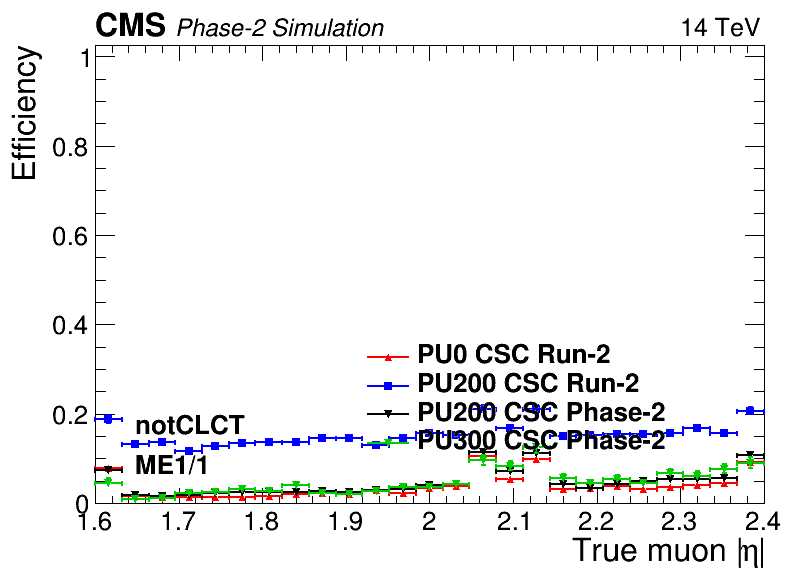 CMS Phase-2 Simulation 14 TeV
Efficiency
1
0.8
0.6
0.4
0.2
0
PU0 CSC Run-2
PU200 CSC Run-2
PU200 CSC Phase-2
PU300 CSC Phase-2
notCLCT
ME1/1
1.6 1.7 1.8 1.9 2 2.1 2.2 2.3 2.4
True muon |η|